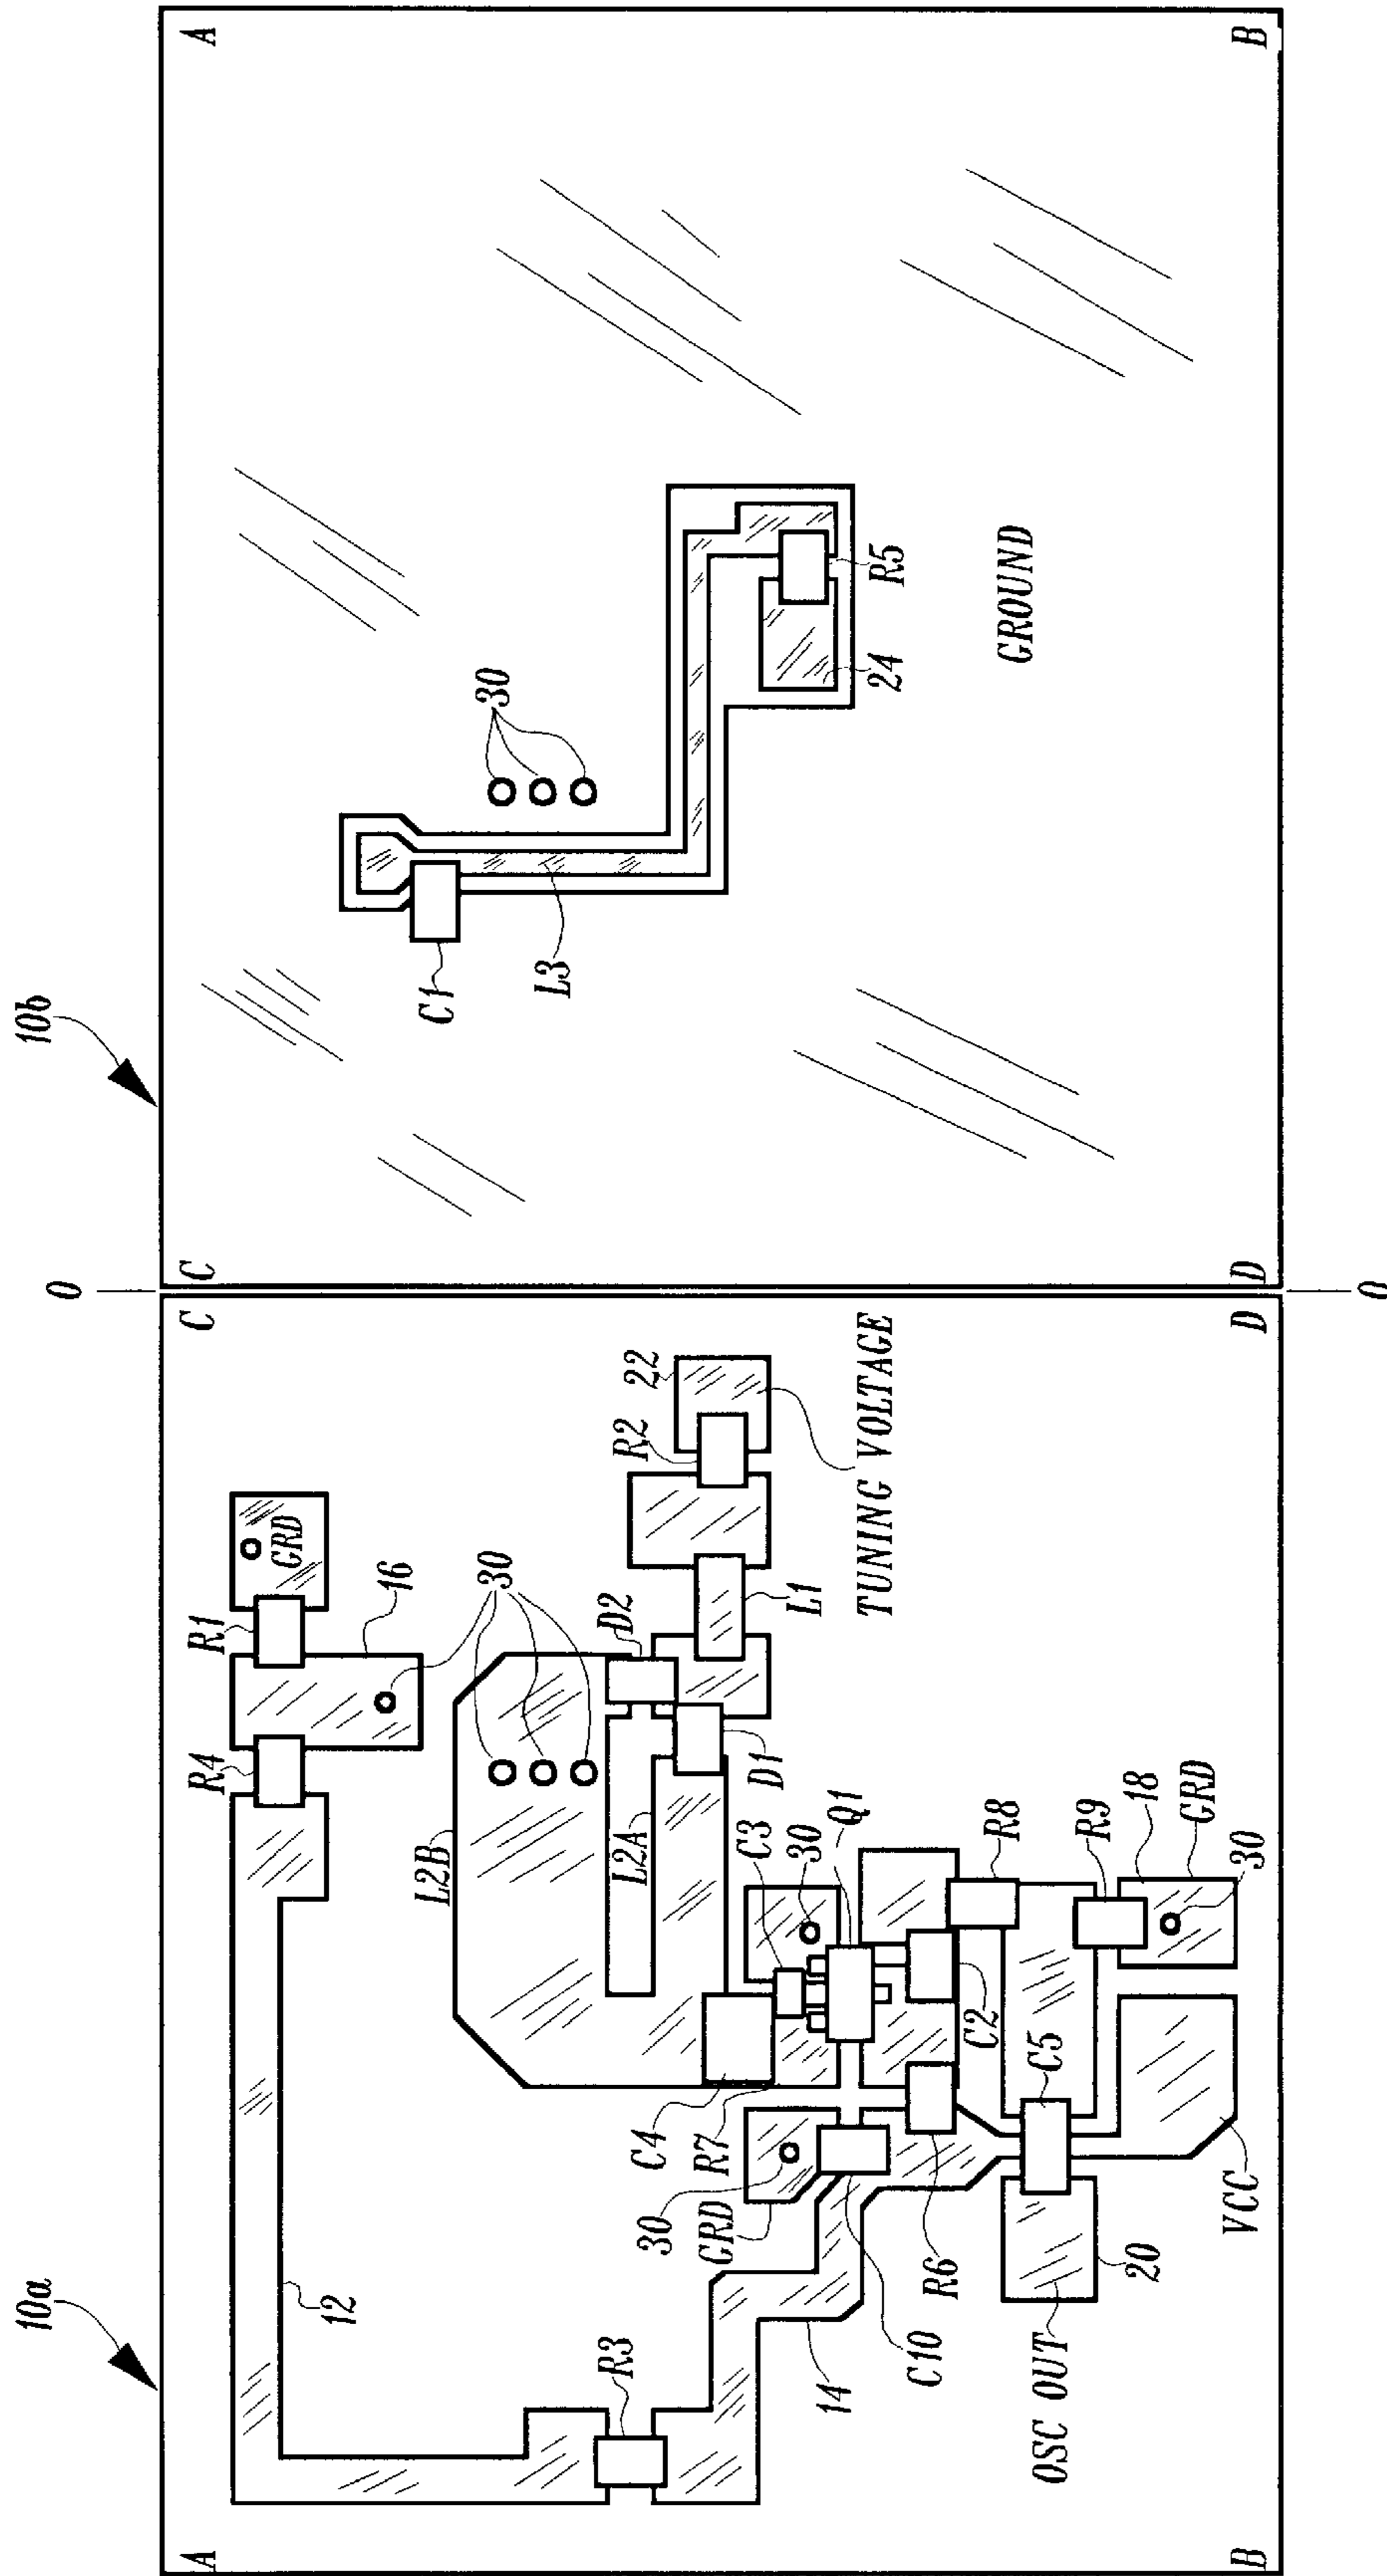 10a
10b
A
C
C
A
R4
R1
GRD
16
12
30
L2B
30
L2A
D2
R2
22
R3
C4
R7
C3
30
Q1
D1
L1
TUNING VOLTAGE
30
GRD
14
C10
R6
C2
R8
18
GRD
R9
30
C5
OSC OUT
20
VCC
B
D
D
B
O
O
C1
L3
R5
24
GROUND